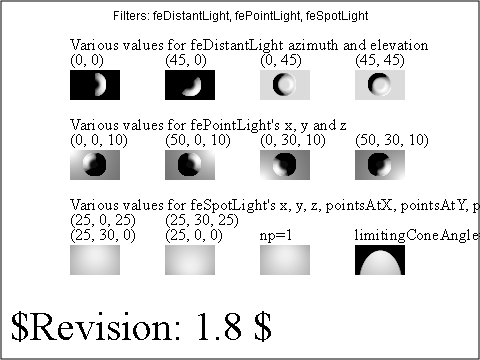 Filters: feDistantLight, fePointLight, feSpotLight
Various values for feDistantLight azimuth and elevation
(0, 0) (45, 0) (0, 45) (45, 45)
Various values for fePointLight's x, y and z
(0, 0, 10) (50, 0, 10) (0, 30, 10) (50, 30, 10)
Various values for feSpotLight's x, y, z, pointsAtX, pointsAtY, p
(25, 0, 25) (25, 30, 25)
(25, 30, 0) (25, 0, 0) np=1 limitingConeAngle
$Revision: 1.8 $